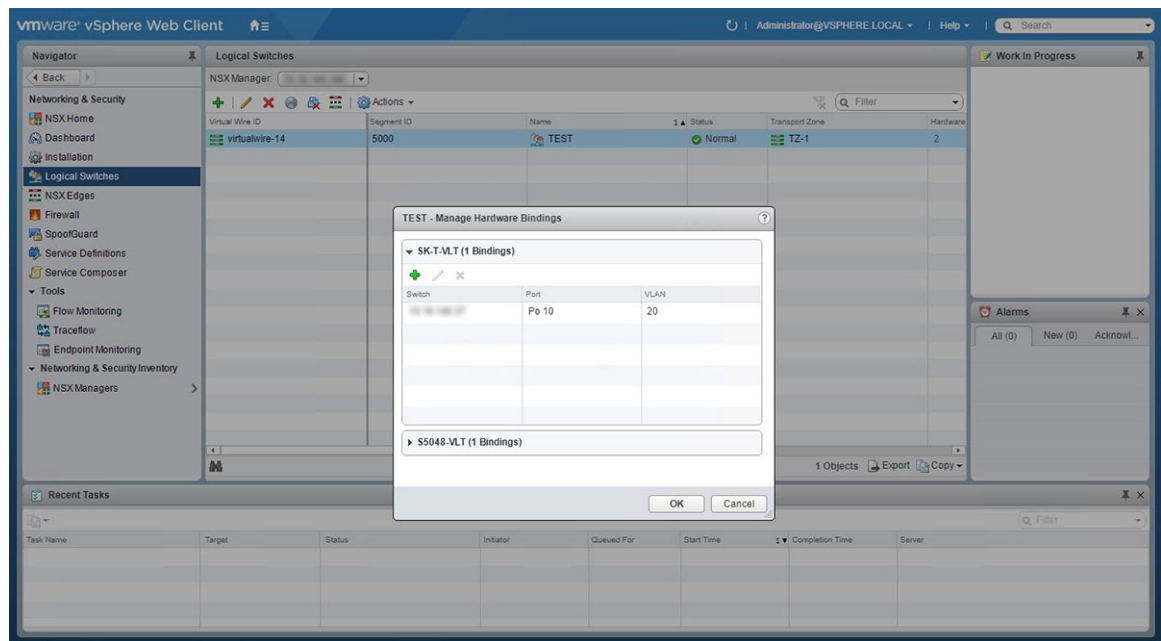 vmware® vSphere Web Client
Administrator@VSPHERE.LOCAL | Help | Search
Navigator
Back
Networking & Security
NSX Home
Dashboard
Installation
Logical Switches
NSX Edges
Firewall
SpoofGuard
Service Definitions
Service Composer
Tools
Flow Monitoring
Traceflow
Endpoint Monitoring
Networking & Security Inventory
NSX Managers
Logical Switches
NSX Manager:
Actions Filter
Virtual Wire ID Segment ID Name 1 Status Transport Zone Hardware
virtualwire-14 5000 TEST Normal TZ-1 2
TEST - Manage Hardware Bindings ?
SK-T-VLT (1 Bindings)
Switch Port VLAN
Po 10 20
S5048-VLT (1 Bindings)
OK Cancel
1 Objects Export Copy
Work In Progress
Alarms
All (0) New (0) Acknowl...
Recent Tasks
Filter
Task Name Target Status Initiator Queued For Start Time 1 Completion Time Server